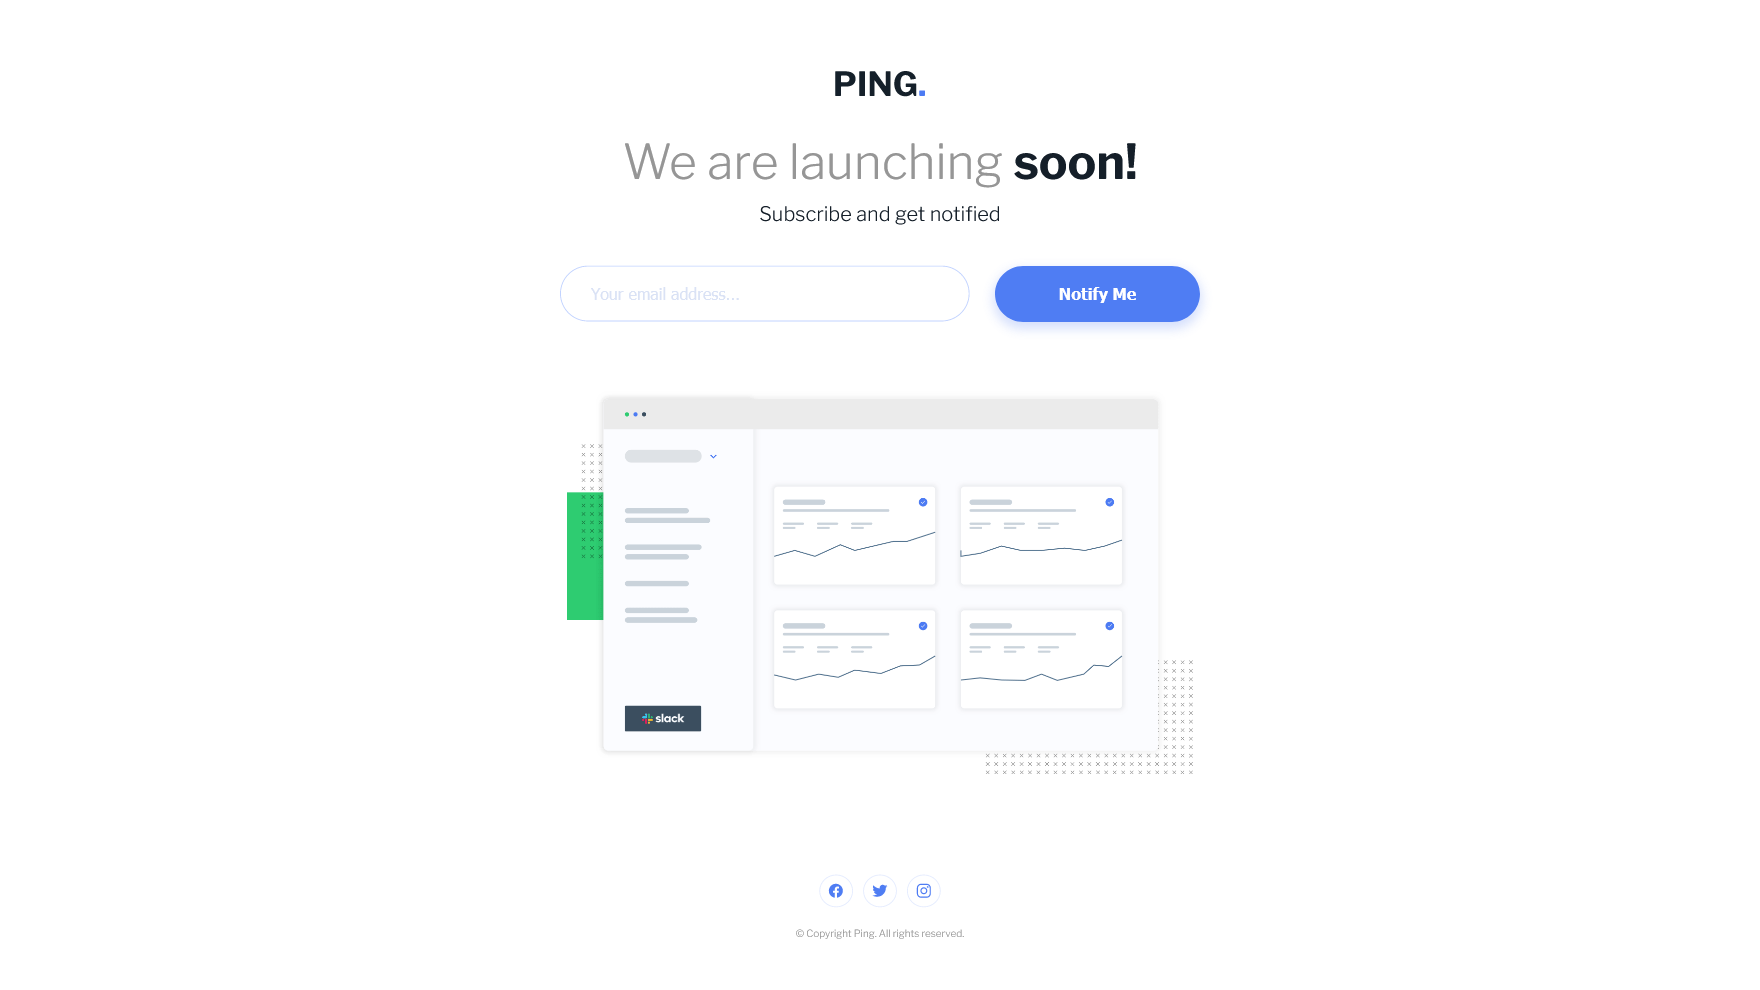 PING.
We are launching soon!
Subscribe and get notified
Your email address...
Notify Me
slack
© Copyright Ping. All rights reserved.